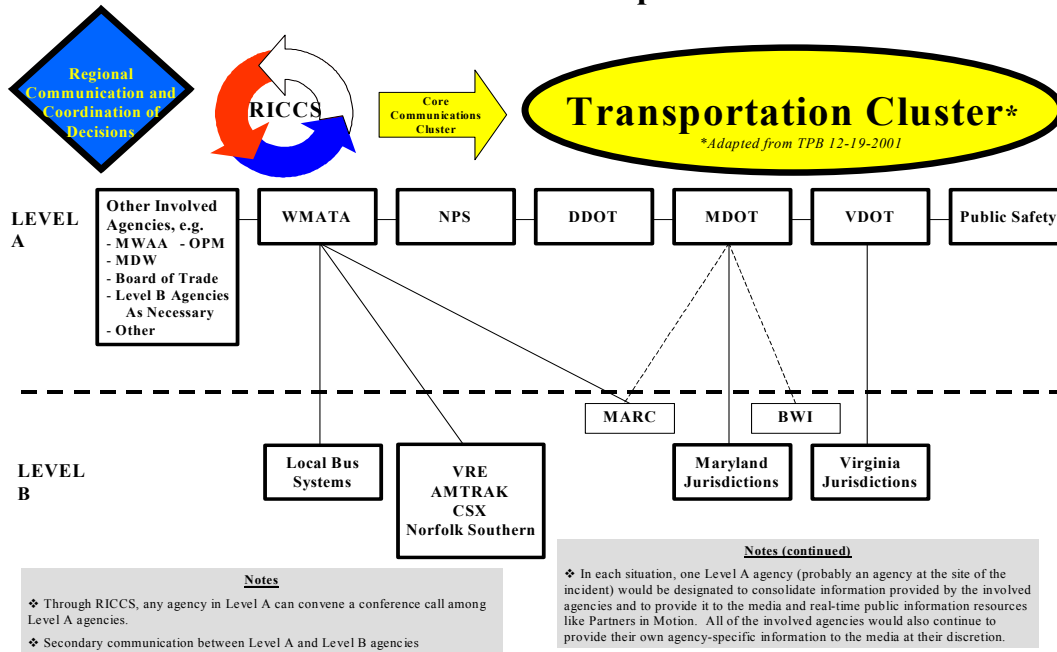 Regional
Communication and
Coordination of
Decisions
RICCS
Core
Communications
Cluster
Transportation Cluster*
*Adapted from TPB 12-19-2001
LEVEL
A
Other Involved
Agencies, e.g.
- MWAA - OPM
- MDW
- Board of Trade
- Level B Agencies
As Necessary
- Other
WMATA
NPS
DDOT
MDOT
VDOT
Public Safety
MARC
BWI
LEVEL
B
Local Bus
Systems
VRE
AMTRAK
CSX
Norfolk Southern
Maryland
Jurisdictions
Virginia
Jurisdictions
Notes
❖ Through RICCS, any agency in Level A can convene a conference call among
Level A agencies.
❖ Secondary communication between Level A and Level B agencies
Notes (continued)
❖ In each situation, one Level A agency (probably an agency at the site of the
incident) would be designated to consolidate information provided by the involved
agencies and to provide it to the media and real-time public information resources
like Partners in Motion. All of the involved agencies would also continue to
provide their own agency-specific information to the media at their discretion.